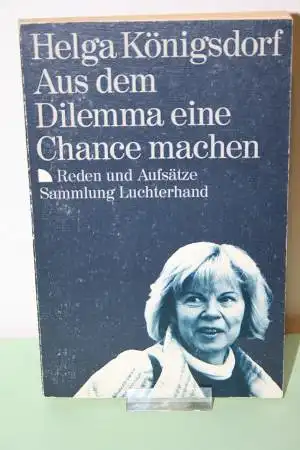 Helga Königsdorf
Aus dem
Dilemma eine
Chance machen
Reden und Aufsätze
Sammlung Luchterhand